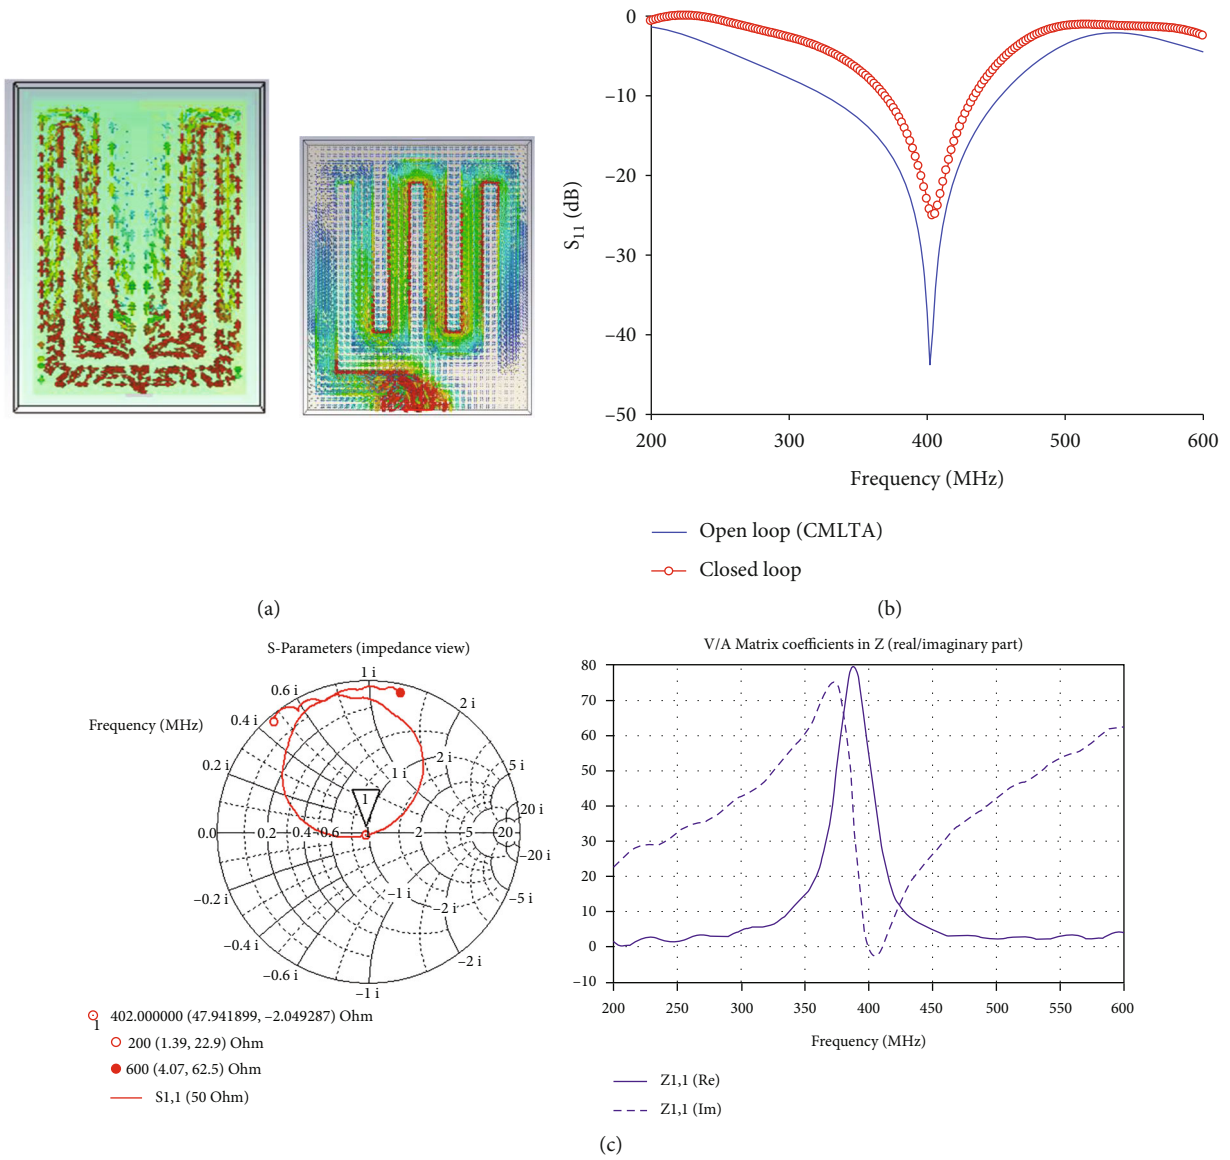 0
−10
−20
−30
−40
−50
S11 (dB)
200
300
400
500
600
Frequency (MHz)
Open loop (CMLTA)
Closed loop
(a)
(b)
S-Parameters (impedance view)
Frequency (MHz)
1 i
0.6 i
2 i
0.4 i
0.2 i
2 i
1 i
5 i
20 i
1
0.0
0.2
0.4
0.6
1
2
5
20
−20 i
−0.2 i
−1 i
−2 i
−5 i
−0.4 i
−2 i
−0.6 i
−1 i
1
402.000000 (47.941899, −2.049287) Ohm
200 (1.39, 22.9) Ohm
600 (4.07, 62.5) Ohm
S1,1 (50 Ohm)
V/A Matrix coefficients in Z (real/imaginary part)
80
70
60
50
40
30
20
10
0
−10
200
250
300
350
400
450
500
550
600
Frequency (MHz)
Z1,1 (Re)
Z1,1 (Im)
(c)